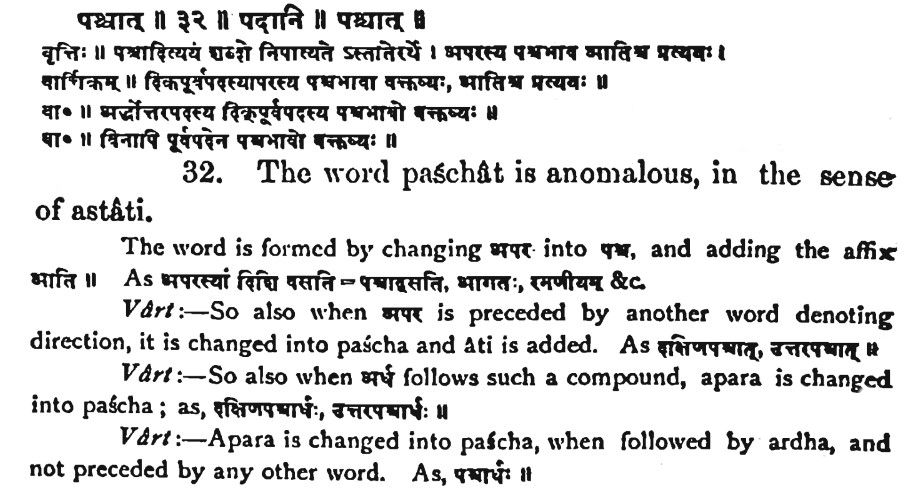 पश्चात् ॥ ३२ ॥ पदानि ॥ पश्चात् ॥
वृत्तिः ॥ पश्चादित्ययं शब्दो निपात्यते ऽस्तातेरर्थे । अपरस्य पश्चभाव आतिश्च प्रत्ययः ।
वार्त्तिकम् ॥ दिक्पूर्वपदस्यापरस्य पश्चभावा वक्तव्यः, आतिश्च प्रत्ययः ॥
वा॰ ॥ अर्द्धोत्तरपदस्य दिक्पूर्वपदस्य पश्चभावो वक्तव्यः ॥
वा॰ ॥ विनापि पूर्वपदेन पश्चभावो वक्तव्यः ॥
32. The word paśchât is anomalous, in the sense
of astâti.
The word is formed by changing अपर into पश्च, and adding the affix
आति ॥ As अपरस्यां दिशि वसति = पश्चाद्वसति, आगतः, रमणीयम् &c.
Vârt:—So also when अपर is preceded by another word denoting
direction, it is changed into paścha and âti is added. As दक्षिणपश्चात्, उत्तरपश्चात् ॥
Vârt:—So also when अर्ध follows such a compound, apara is changed
into paścha ; as, दक्षिणपश्चार्धः, उत्तरपश्चार्धः ॥
Vârt:—Apara is changed into paścha, when followed by ardha, and
not preceded by any other word. As, पश्चार्धः ॥